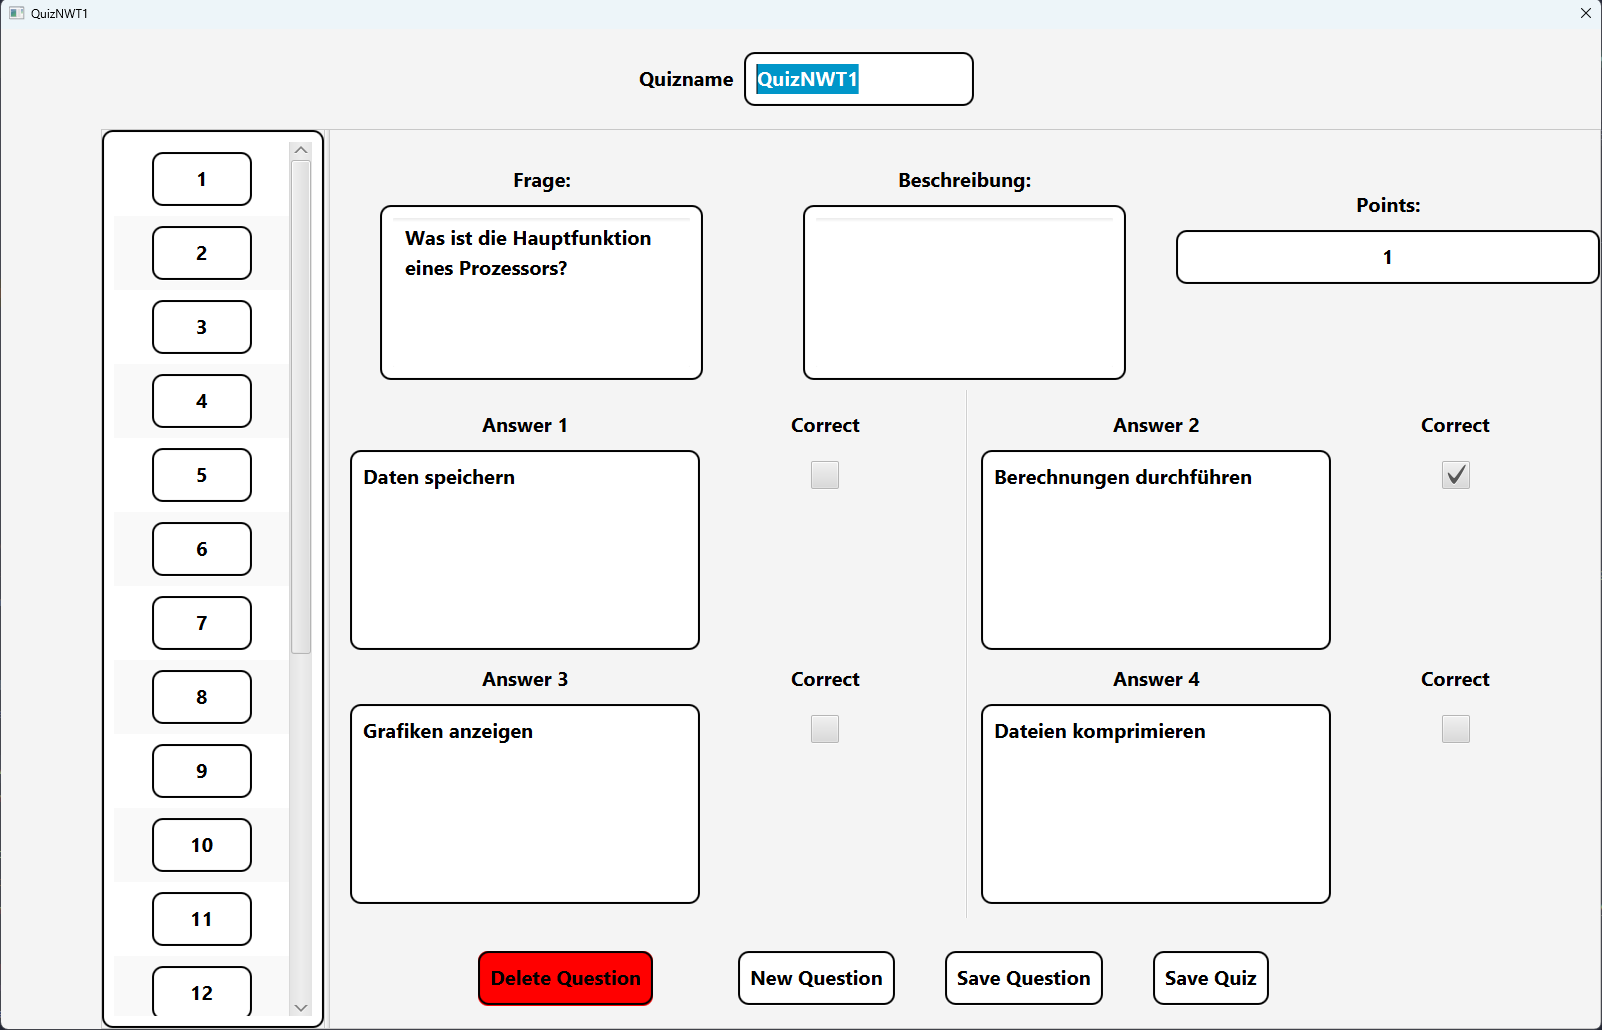 QuizNWT1
Quizname
QuizNWT1
1
2
3
4
5
6
7
8
9
10
11
12
Frage:
Was ist die Hauptfunktion
eines Prozessors?
Beschreibung:
Points:
1
Answer 1
Correct
Daten speichern
Answer 2
Correct
Berechnungen durchführen
Answer 3
Correct
Grafiken anzeigen
Answer 4
Correct
Dateien komprimieren
Delete Question
New Question
Save Question
Save Quiz